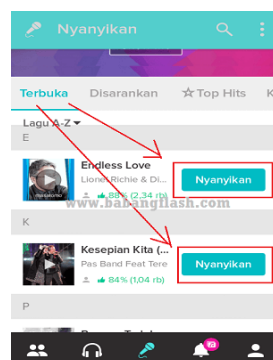 Nyanyikan
Terbuka Disarankan ☆ Top Hits K
Lagu A-Z
E
Endless Love
Lionel Richie & Di...
88% (2,34 rb)
Nyanyikan
www.babangflash.com
K
Kesepian Kita (...
Pas Band Feat Tere
84% (1,04 rb)
Nyanyikan
P